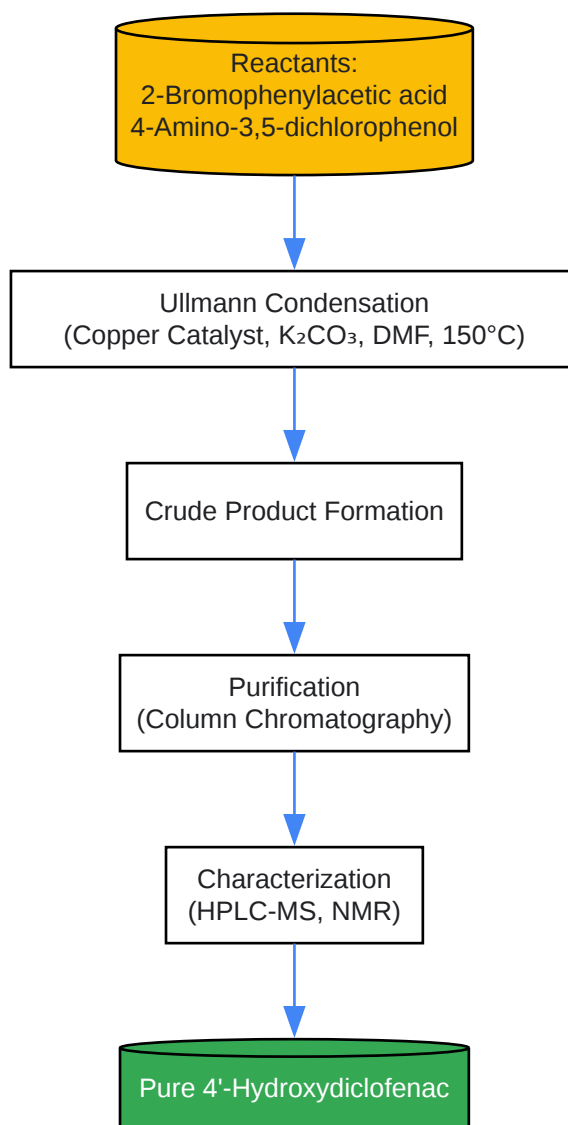 Reactants:
2-Bromophenylacetic acid
4-Amino-3,5-dichlorophenol
Ullmann Condensation
(Copper Catalyst, K₂CO₃, DMF, 150°C)
Crude Product Formation
Purification
(Column Chromatography)
Characterization
(HPLC-MS, NMR)
Pure 4'-Hydroxydiclofenac